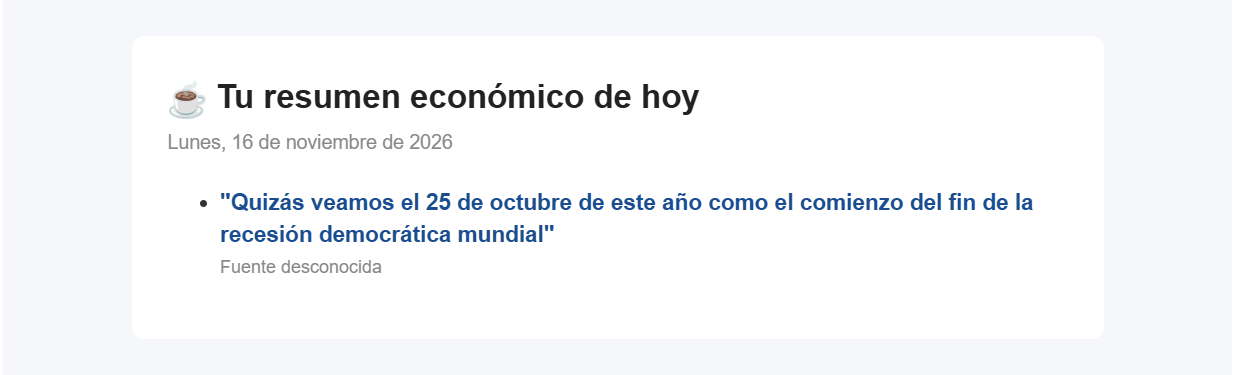 ☕ Tu resumen económico de hoy
Lunes, 16 de noviembre de 2026
• "Quizás veamos el 25 de octubre de este año como el comienzo del fin de la
recesión democrática mundial"
Fuente desconocida